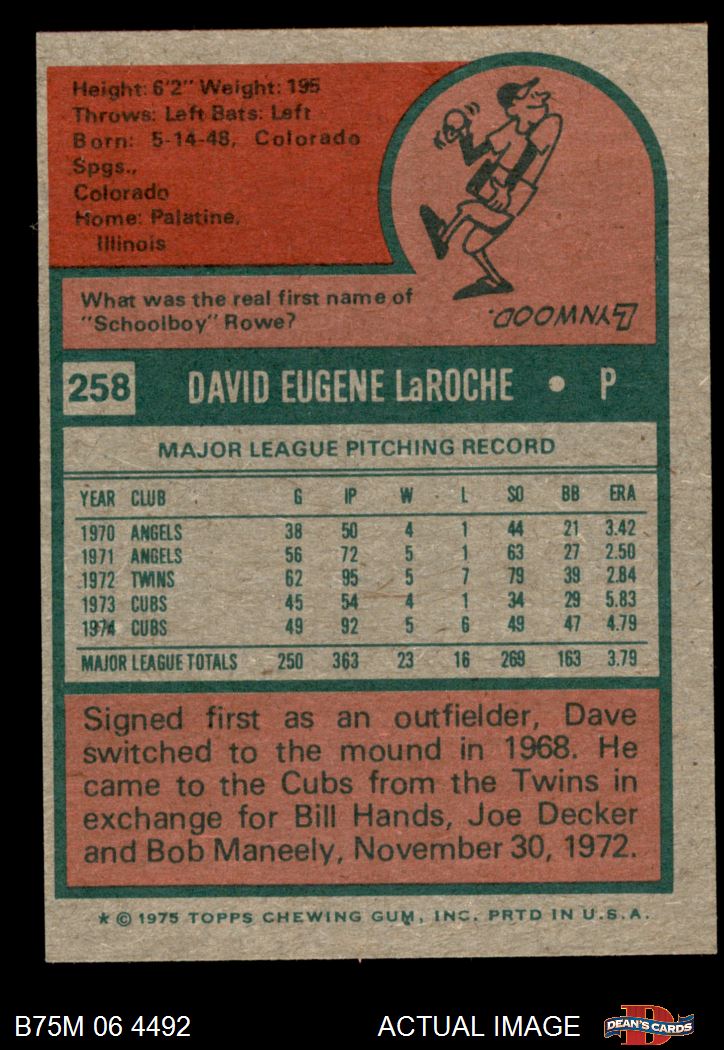 Height: 6'2" Weight: 195
Throws: Left Bats: Left
Born: 5-14-48, Colorado
Spgs.,
Colorado
Home: Palatine,
Illinois
What was the real first name of
"Schoolboy" Rowe?
LYNWOOD.
258 DAVID EUGENE LaROCHE • P
MAJOR LEAGUE PITCHING RECORD
YEAR CLUB G IP W L SO BB ERA
1970 ANGELS 38 50 4 1 44 21 3.42
1971 ANGELS 56 72 5 1 63 27 2.50
1972 TWINS 62 95 5 7 79 39 2.84
1973 CUBS 45 54 4 1 34 29 5.83
1974 CUBS 49 92 5 6 49 47 4.79
MAJOR LEAGUE TOTALS 250 363 23 16 269 163 3.79
Signed first as an outfielder, Dave
switched to the mound in 1968. He
came to the Cubs from the Twins in
exchange for Bill Hands, Joe Decker
and Bob Maneely, November 30, 1972.
* © 1975 TOPPS CHEWING GUM, INC. PRTD IN U.S.A.
B75M 06 4492 ACTUAL IMAGE DEAN'S CARDS